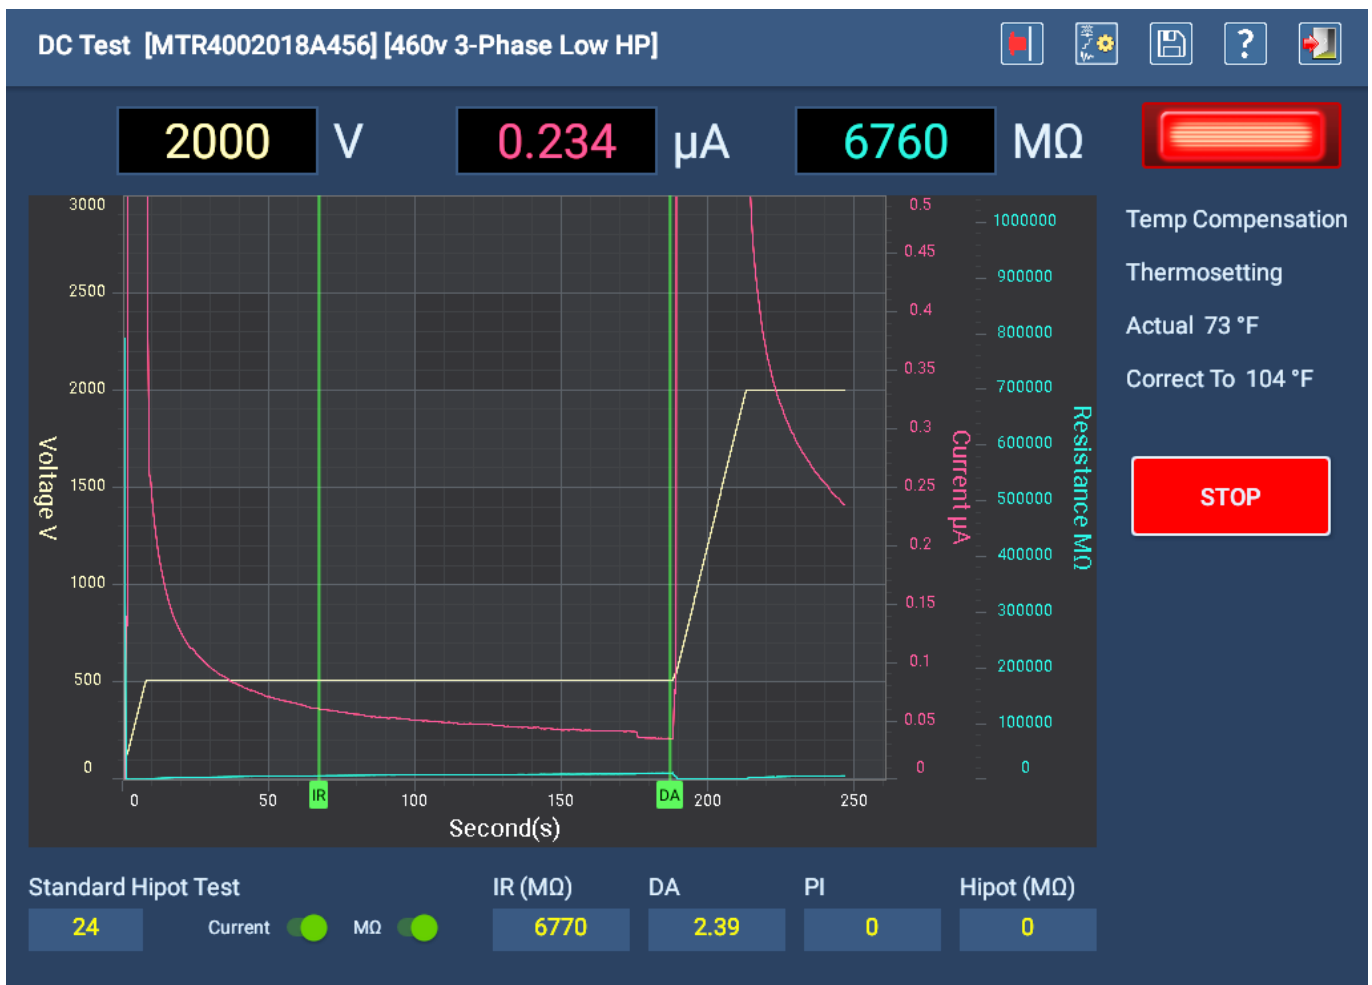 DC Test [MTR4002018A456] [460v 3-Phase Low HP]
?
2000 V 0.234 µA 6760 MΩ
Temp Compensation
Thermosetting
Actual 73 °F
Correct To 104 °F
STOP
3000
2500
2000
1500
1000
500
0
Voltage V
0.5
0.45
0.4
0.35
0.3
0.25
0.2
0.15
0.1
0.05
0
Current µA
1000000
900000
800000
700000
600000
500000
400000
300000
200000
100000
0
Resistance MΩ
0 50 IR 100 150 DA 200 250
Second(s)
Standard Hipot Test IR (MΩ) DA PI Hipot (MΩ)
24 Current MΩ 6770 2.39 0 0